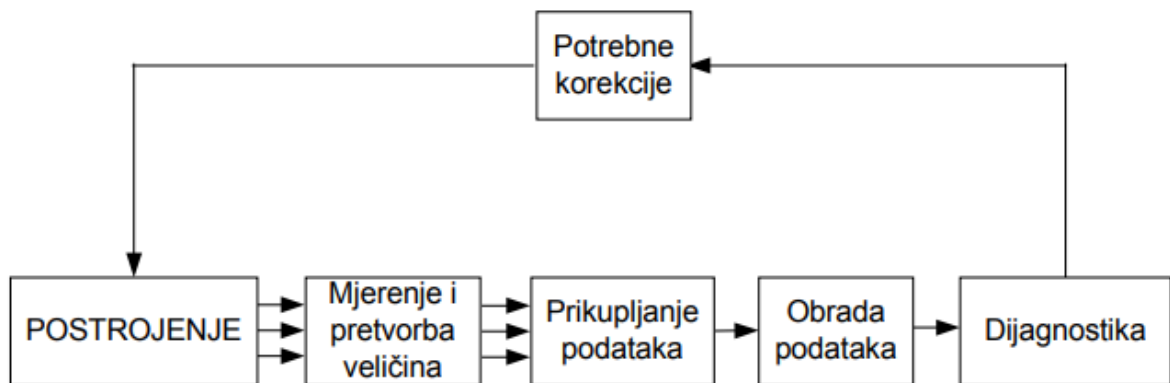 Potrebne
korekcije
POSTROJENJE
Mjerenje i
pretvorba
veličina
Prikupljanje
podataka
Obrada
podataka
Dijagnostika